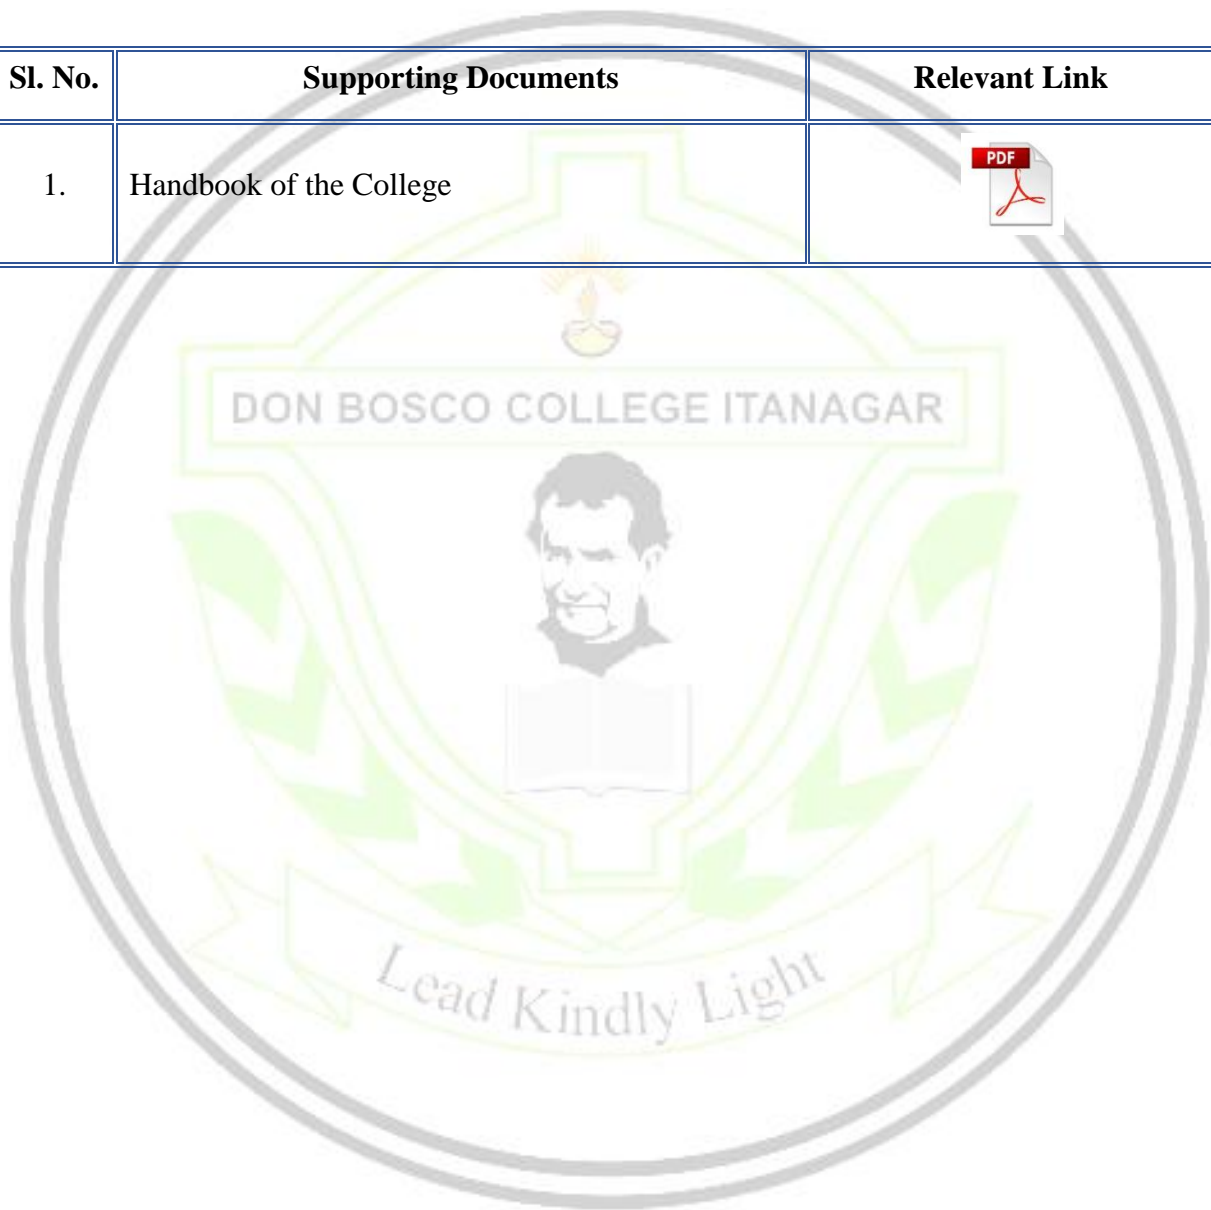 Sl. No. Supporting Documents Relevant Link
1. Handbook of the College PDF
DON BOSCO COLLEGE ITANAGAR
Lead Kindly Light